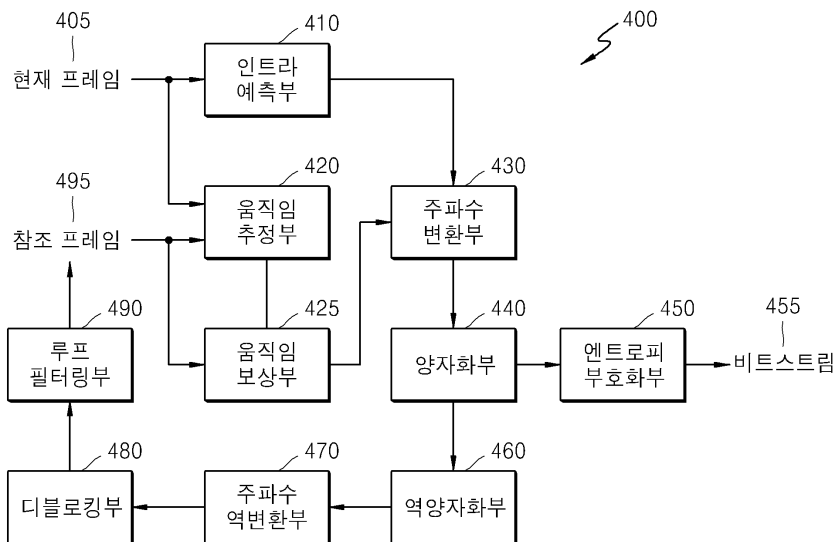 405
현재 프레임
410
인트라
예측부
400
420
움직임
추정부
430
주파수
변환부
495
참조 프레임
490
루프
필터링부
425
움직임
보상부
440
양자화부
450
엔트로피
부호화부
455
비트스트림
480
디블로킹부
470
주파수
역변환부
460
역양자화부